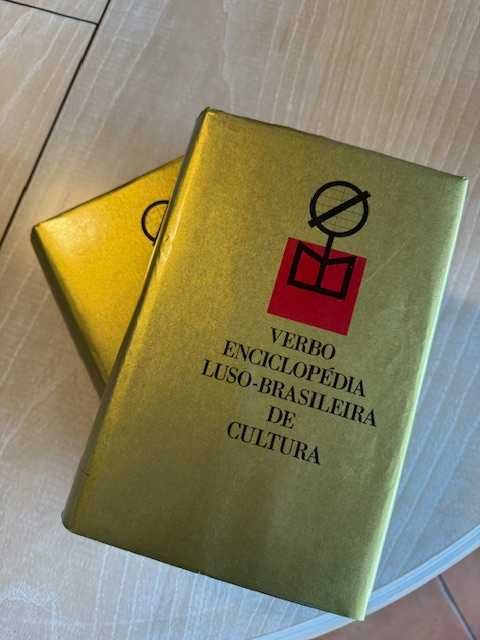 VERBO
ENCICLOPÉDIA
LUSO-BRASILEIRA
DE
CULTURA